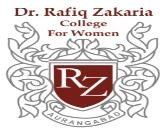 Dr. Rafiq Zakaria
College
For Women
RZ
AURANGABAD